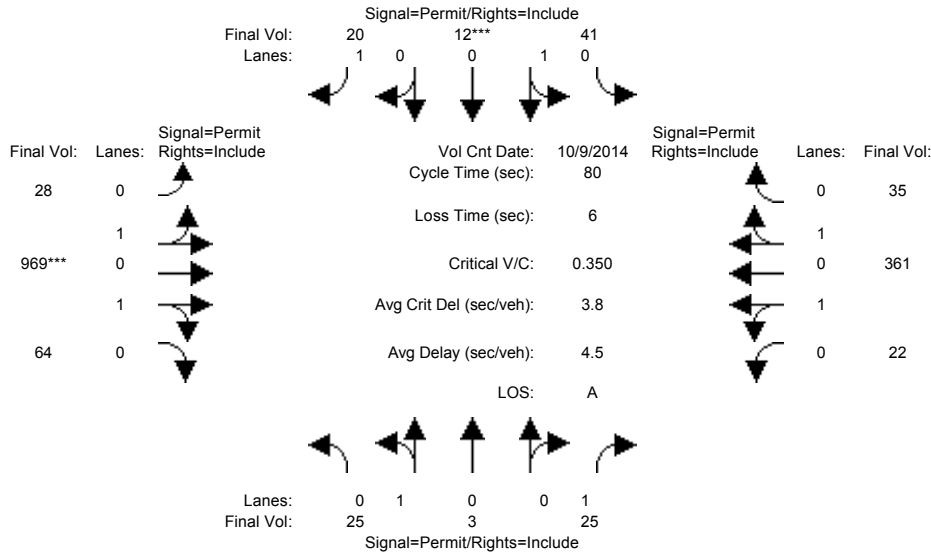 Signal=Permit/Rights=Include
Final Vol: 20 12*** 41
Lanes: 1 0 0 1 0
Signal=Permit Signal=Permit
Final Vol: Lanes: Rights=Include Vol Cnt Date: 10/9/2014 Rights=Include Lanes: Final Vol:
Cycle Time (sec): 80
28 0 0 35
Loss Time (sec): 6
1 1
969*** 0 Critical V/C: 0.350 0 361
1 Avg Crit Del (sec/veh): 3.8 1
64 0 Avg Delay (sec/veh): 4.5 0 22
LOS: A
Lanes: 0 1 0 0 1
Final Vol: 25 3 25
Signal=Permit/Rights=Include